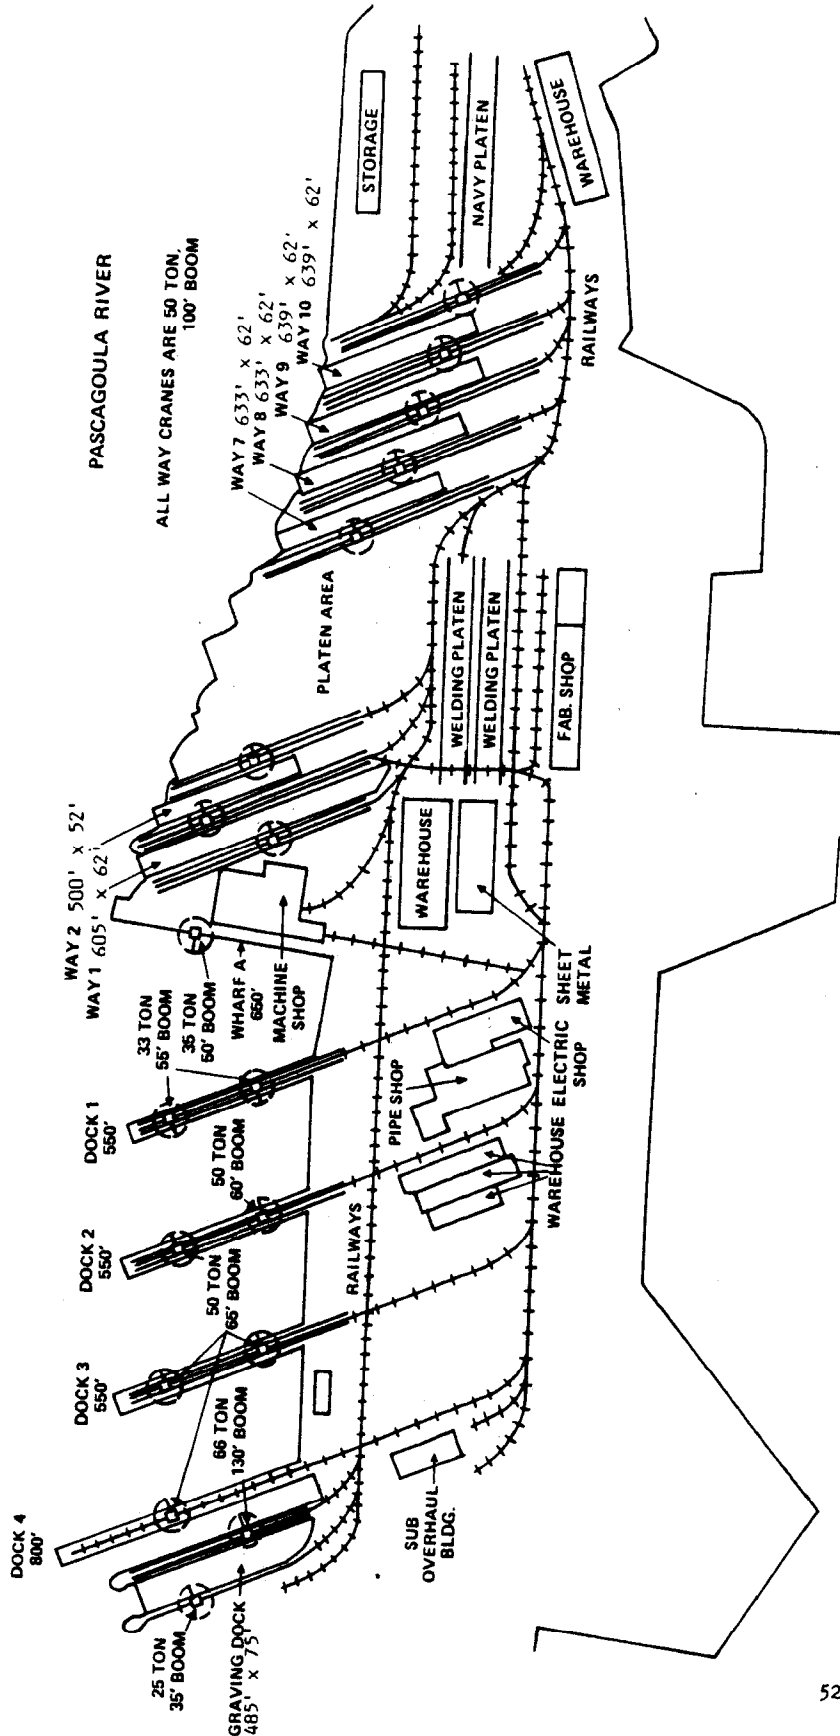 PASCAGOULA RIVER
ALL WAY CRANES ARE 50 TON,
100' BOOM
DOCK 4
800'
25 TON
35' BOOM
GRAVING DOCK
485' x 75'
66 TON
130' BOOM
DOCK 3
550'
50 TON
65' BOOM
DOCK 2
550'
50 TON
60' BOOM
DOCK 1
550'
33 TON
55' BOOM
35 TON
50' BOOM
WHARF A
650'
MACHINE
SHOP
WAY 2 500' x 52'
WAY 1 605' x 62'
PLATEN AREA
WAY 7 633' x 62'
WAY 8 633' x 62'
WAY 9 639' x 62'
WAY 10 639' x 62'
STORAGE
NAVY PLATEN
WAREHOUSE
RAILWAYS
WELDING PLATEN
WELDING PLATEN
FAB. SHOP
WAREHOUSE
SHEET
METAL
ELECTRIC
SHOP
PIPE SHOP
WAREHOUSE
RAILWAYS
SUB
OVERHAUL
BLDG.
52